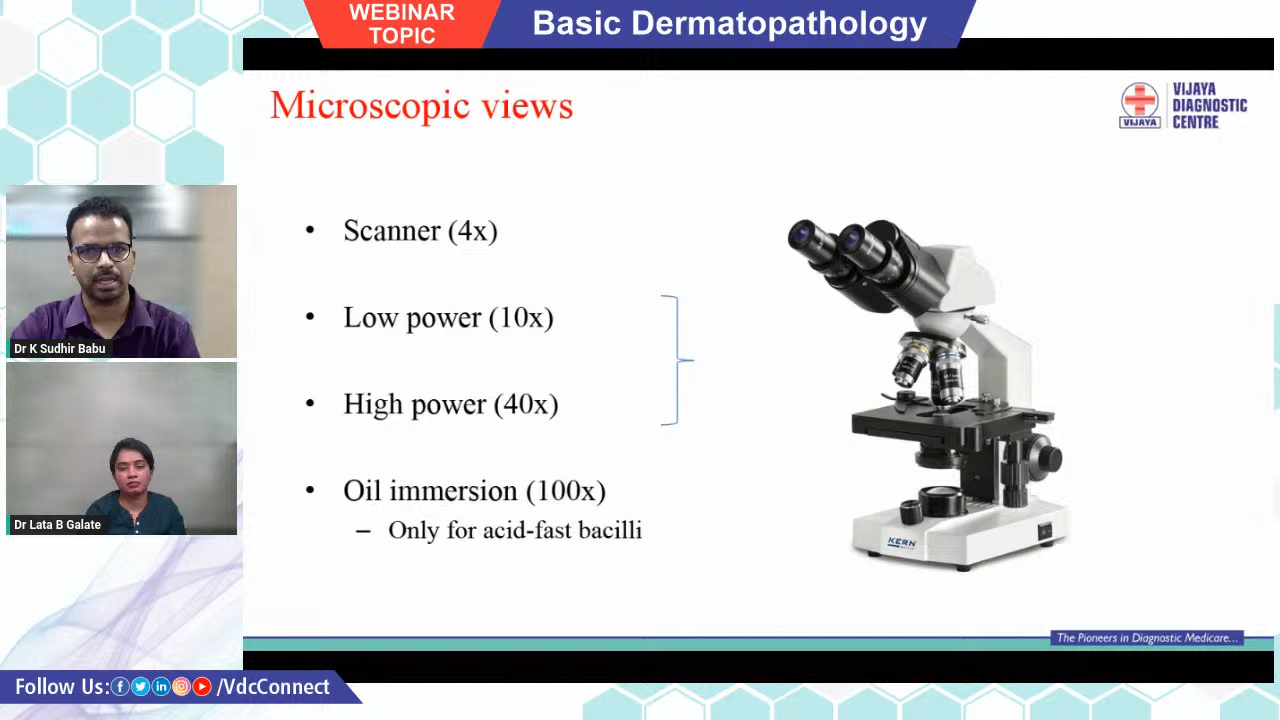 WEBINAR
TOPIC
Basic Dermatopathology
Microscopic views
VIJAYA
VIJAYA
DIAGNOSTIC
CENTRE
• Scanner (4x)
• Low power (10x)
• High power (40x)
• Oil immersion (100x)
– Only for acid-fast bacilli
KERN
Dr K Sudhir Babu
Dr Lata B Galate
The Pioneers in Diagnostic Medicare...
Follow Us: /VdcConnect